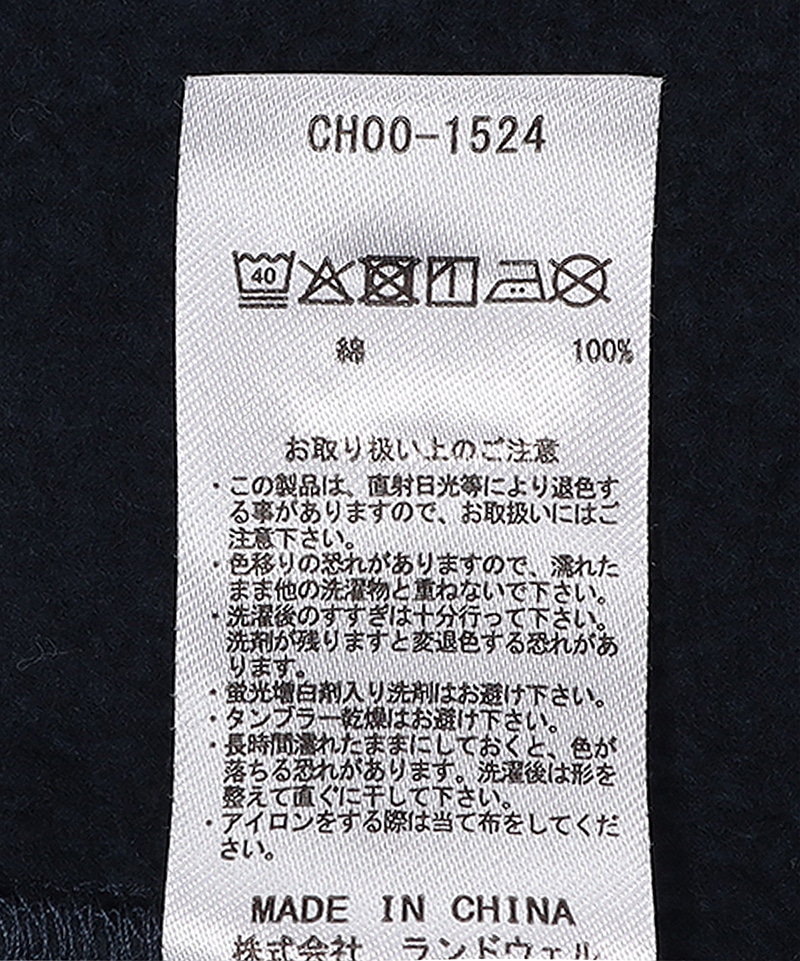 CH00-1524
40
綿 100%
お取り扱い上のご注意
・この製品は、直射日光等により退色す
る事がありますので、お取扱いにはご
注意下さい。
・色移りの恐れがありますので、濡れた
まま他の洗濯物と重ねないで下さい。
・洗濯後のすすぎは十分行って下さい。
洗剤が残りますと変退色する恐れがあ
ります。
・蛍光増白剤入り洗剤はお避け下さい。
・タンブラー乾燥はお避け下さい。
・長時間濡れたままにしておくと、色が
落ちる恐れがあります。洗濯後は形を
整えて直ぐに干して下さい。
・アイロンをする際は当て布をしてくだ
さい。
MADE IN CHINA
株式会社 ランドウェル